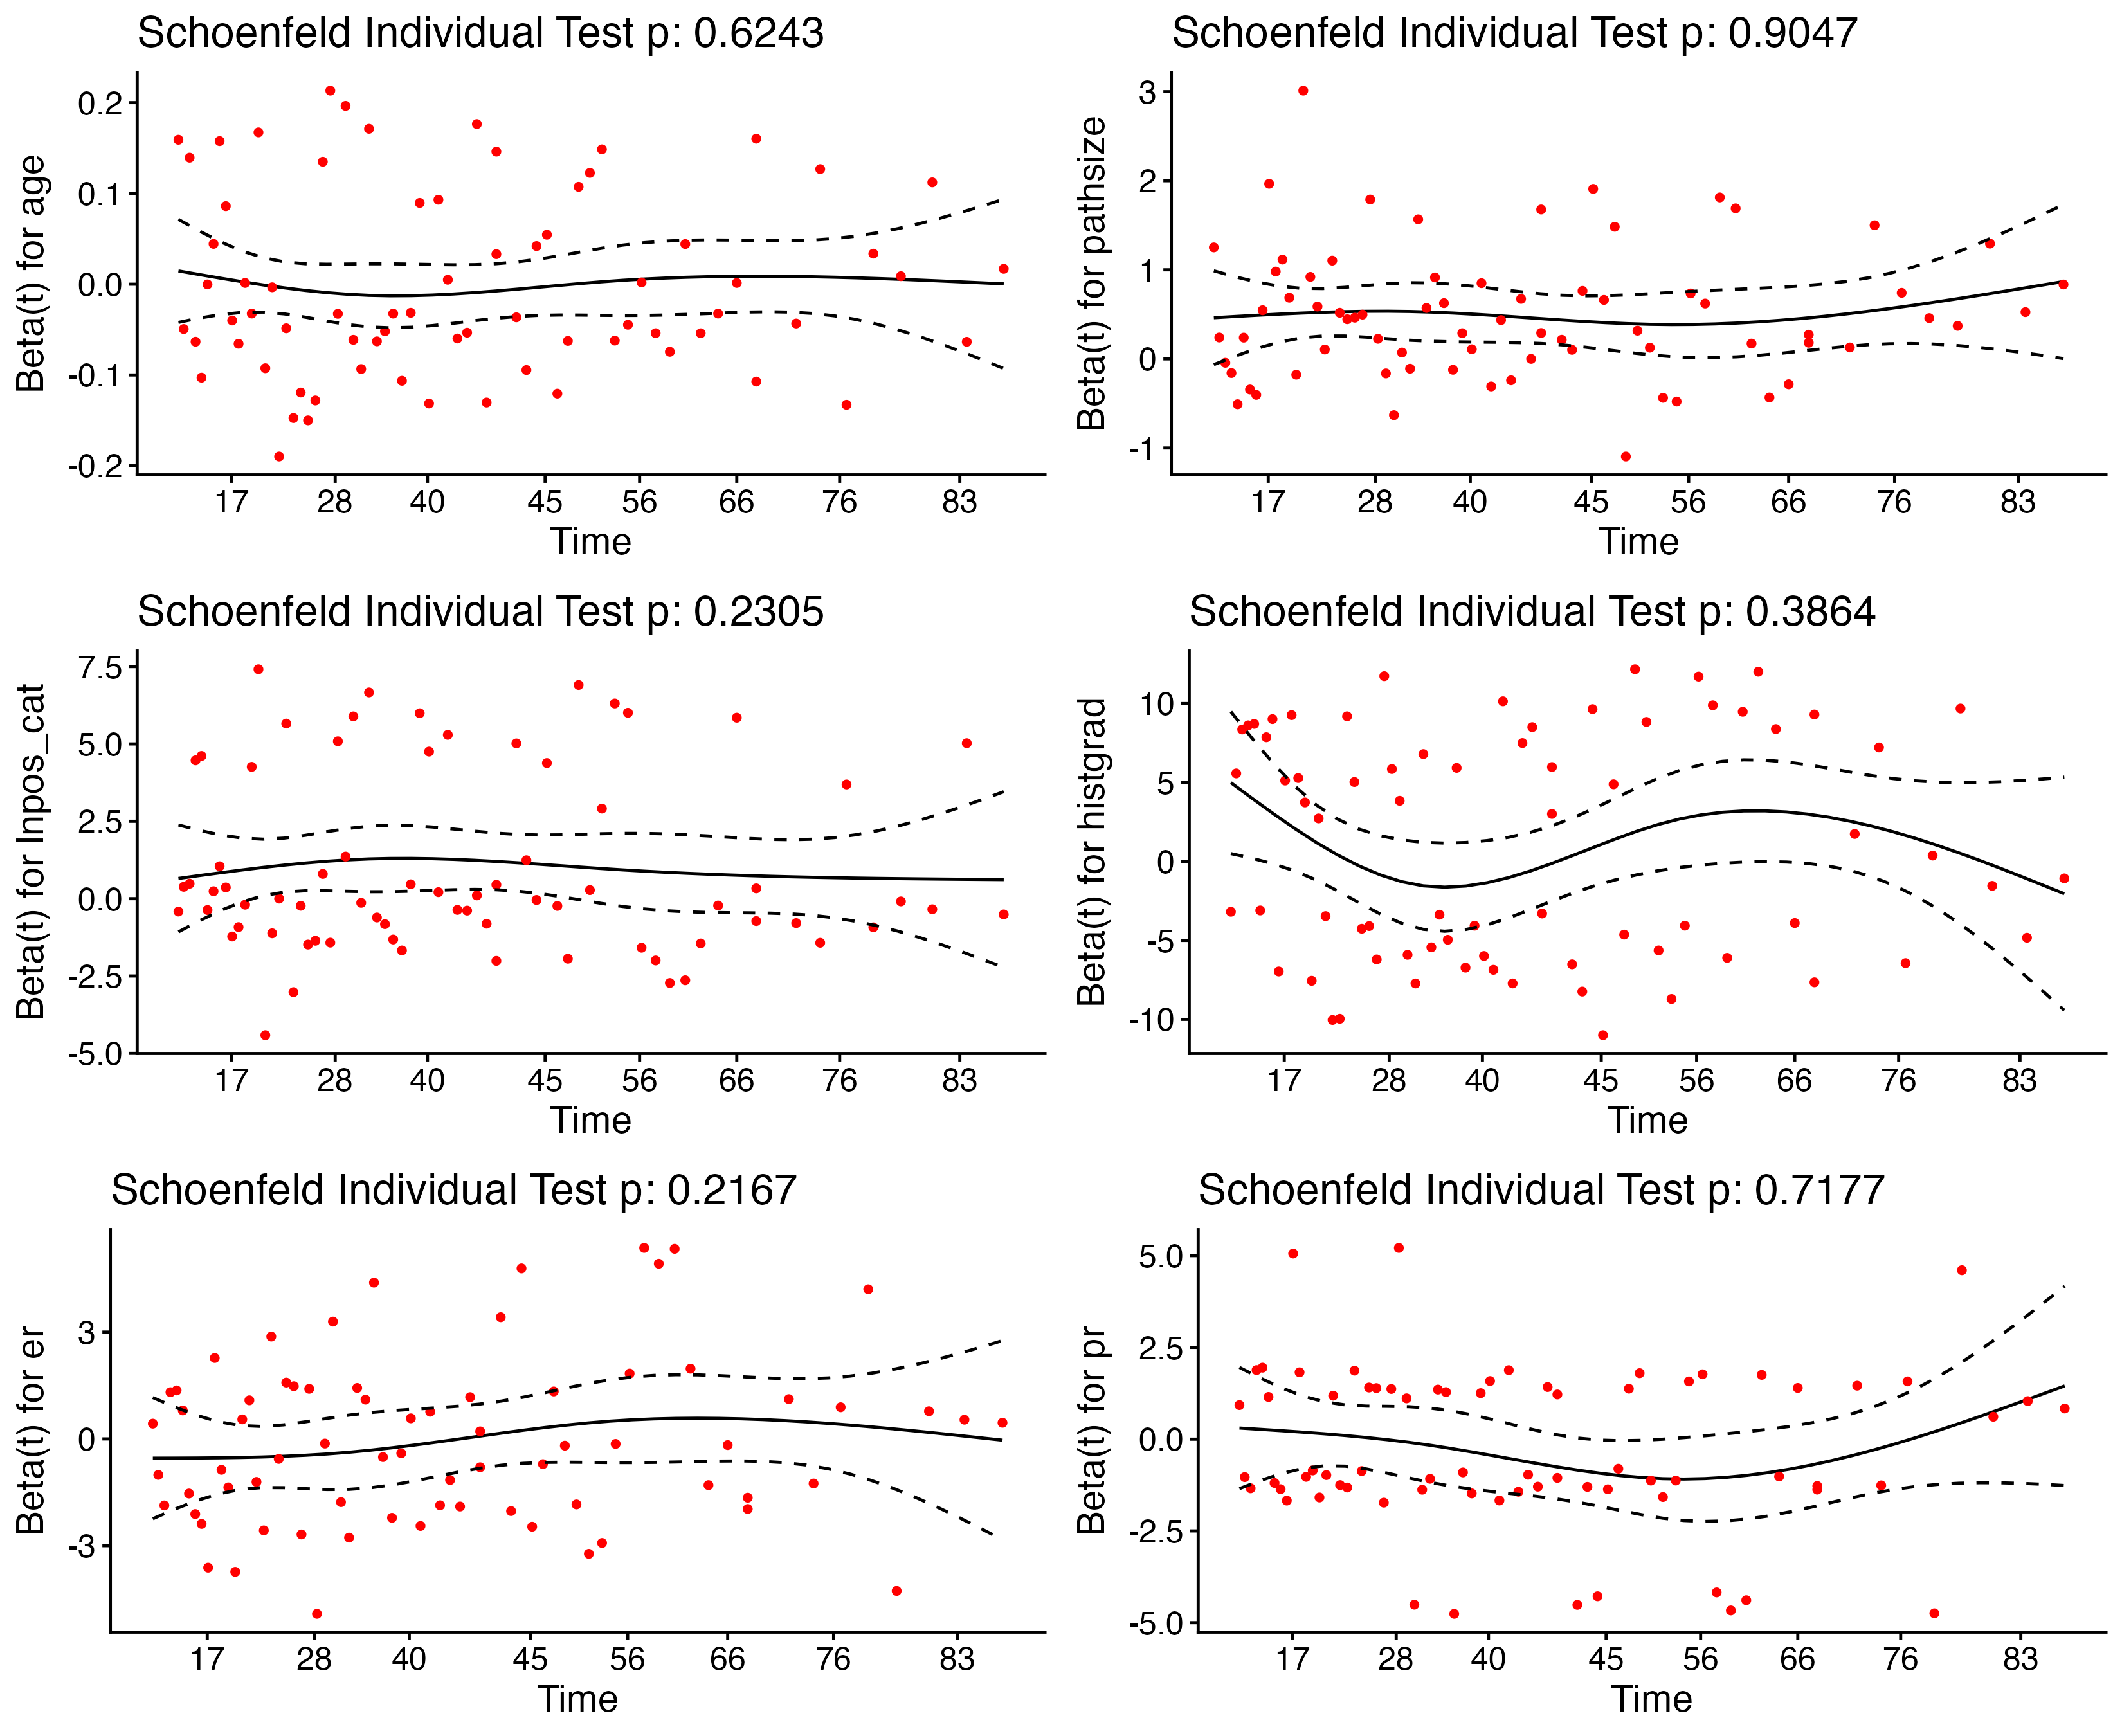 Schoenfeld Individual Test p: 0.6243
Beta(t) for age
0.2
0.1
0.0
-0.1
-0.2
17 28 40 45 56 66 76 83
Time
Schoenfeld Individual Test p: 0.9047
Beta(t) for pathsize
3
2
1
0
-1
17 28 40 45 56 66 76 83
Time
Schoenfeld Individual Test p: 0.2305
Beta(t) for lnpos_cat
7.5
5.0
2.5
0.0
-2.5
-5.0
17 28 40 45 56 66 76 83
Time
Schoenfeld Individual Test p: 0.3864
Beta(t) for histgrad
10
5
0
-5
-10
17 28 40 45 56 66 76 83
Time
Schoenfeld Individual Test p: 0.2167
Beta(t) for er
3
0
-3
17 28 40 45 56 66 76 83
Time
Schoenfeld Individual Test p: 0.7177
Beta(t) for pr
5.0
2.5
0.0
-2.5
-5.0
17 28 40 45 56 66 76 83
Time